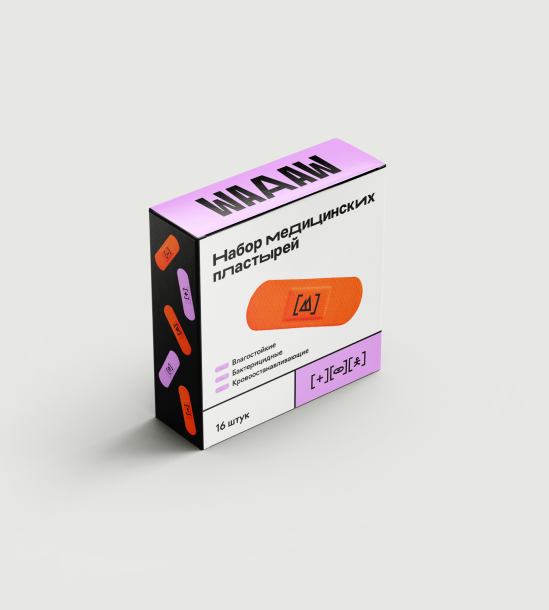 WAAAW
Набор медицинских
пластырей
Влагостойкие
Бактерицидные
Кровоостанавливающие
16 штук